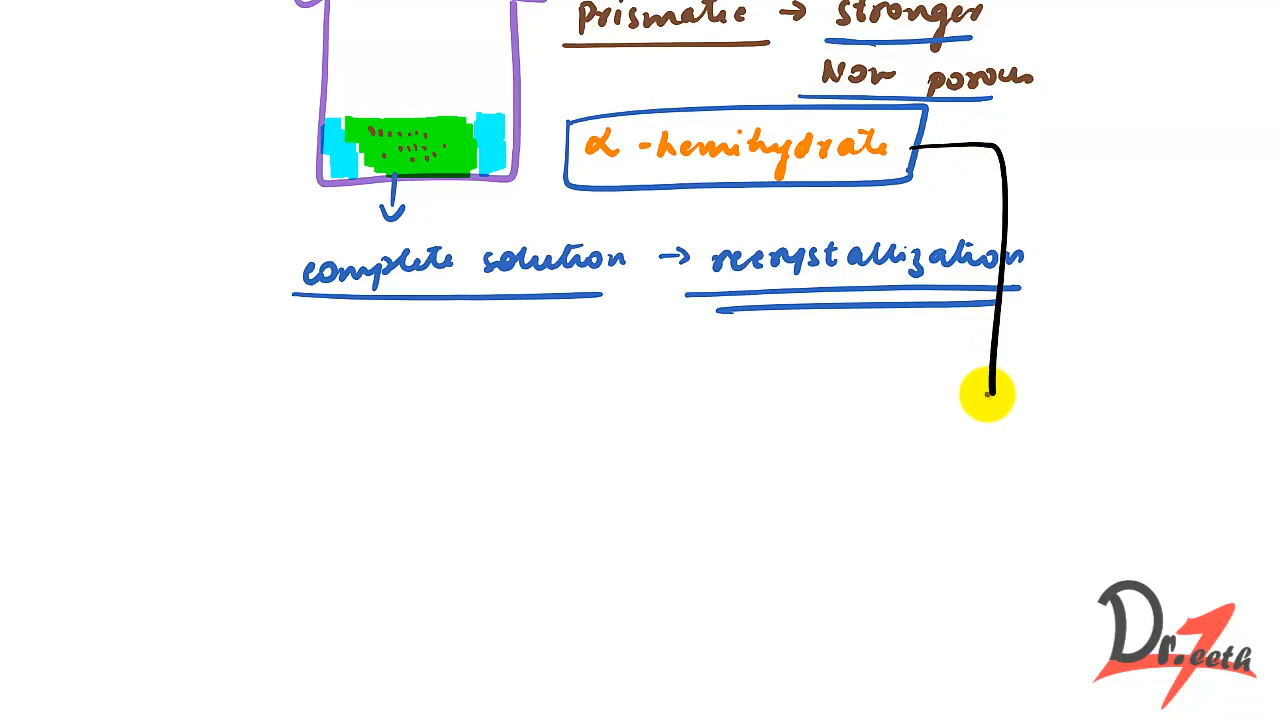 prismatic → stronger
Non porous
α - hemihydrate
complete solution → recrystallization
Dr. Teeth